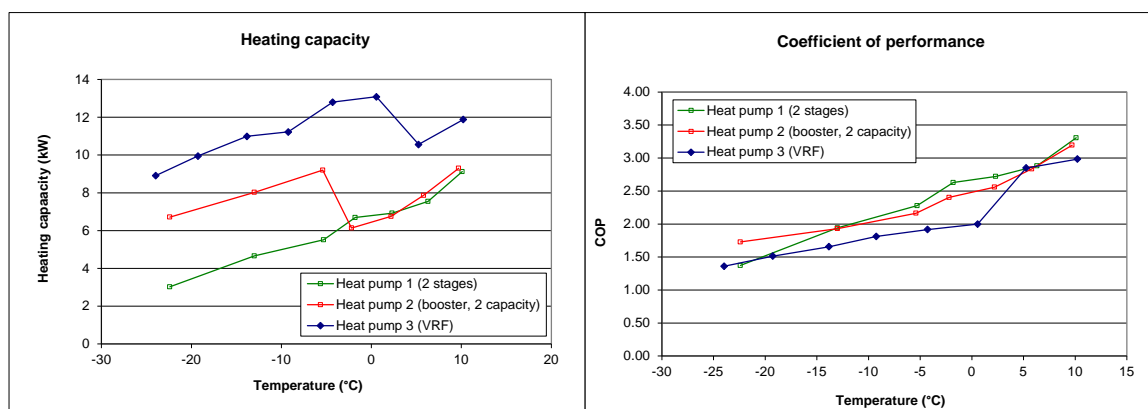 Heating capacity
14
12
10
8
6
4
2
0
-30
-20
-10
0
10
20
Heating capaacity (kW)
Temperature (°C)
Heat pump 1 (2 stages)
Heat pump 2 (booster, 2 capacity)
Heat pump 3 (VRF)
Coefficient of performance
4.00
3.50
3.00
2.50
2.00
1.50
1.00
0.50
0.00
-30
-25
-20
-15
-10
-5
0
5
10
15
COP
Temperature (°C)
Heat pump 1 (2 stages)
Heat pump 2 (booster, 2 capacity)
Heat pump 3 (VRF)